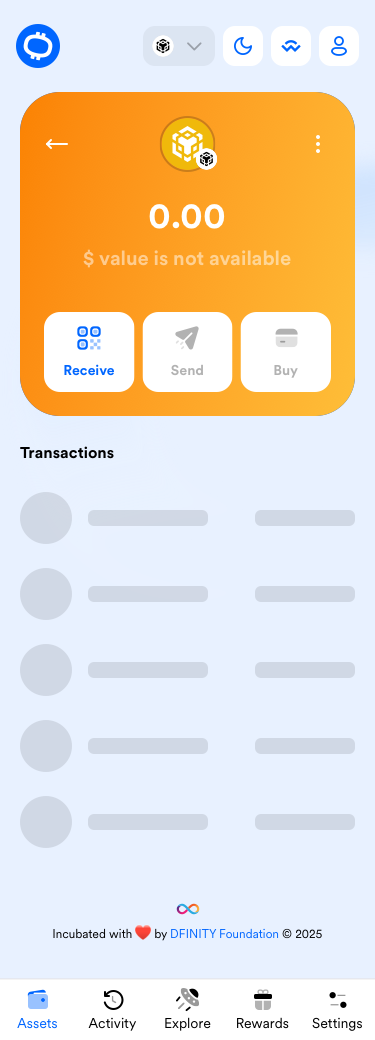 0.00
$ value is not available
Receive
Send
Buy
Transactions
Incubated with ❤️ by DFINITY Foundation © 2025
Assets
Activity
Explore
Rewards
Settings